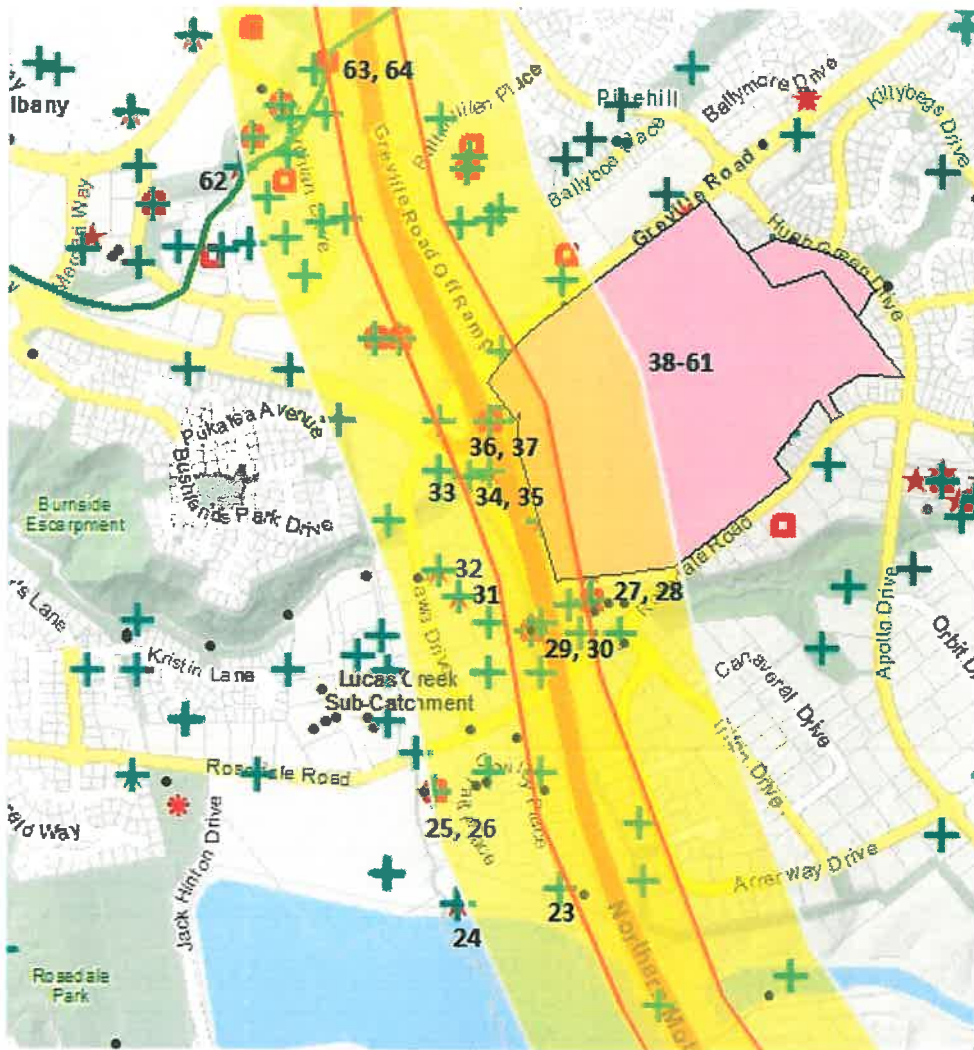 63, 64
lbany
Pinehill
Ballymore Drive
Killybegs Drive
Ballyboe Place
62
Greville Road
Hugh Green Drive
Greville Road Off Ramp
38-61
Pukatea Avenue
Bushlands Park Drive
36, 37
33
34, 35
Burnside
Escarpment
32
31
27, 28
29, 30
Apollo Drive
Kristin Lane
Lucas Creek
Sub-Catchment
Canaveral Drive
Rosedale Road
25, 26
Jack Hinton Drive
Arrenway Drive
23
24
Rosedale
Park